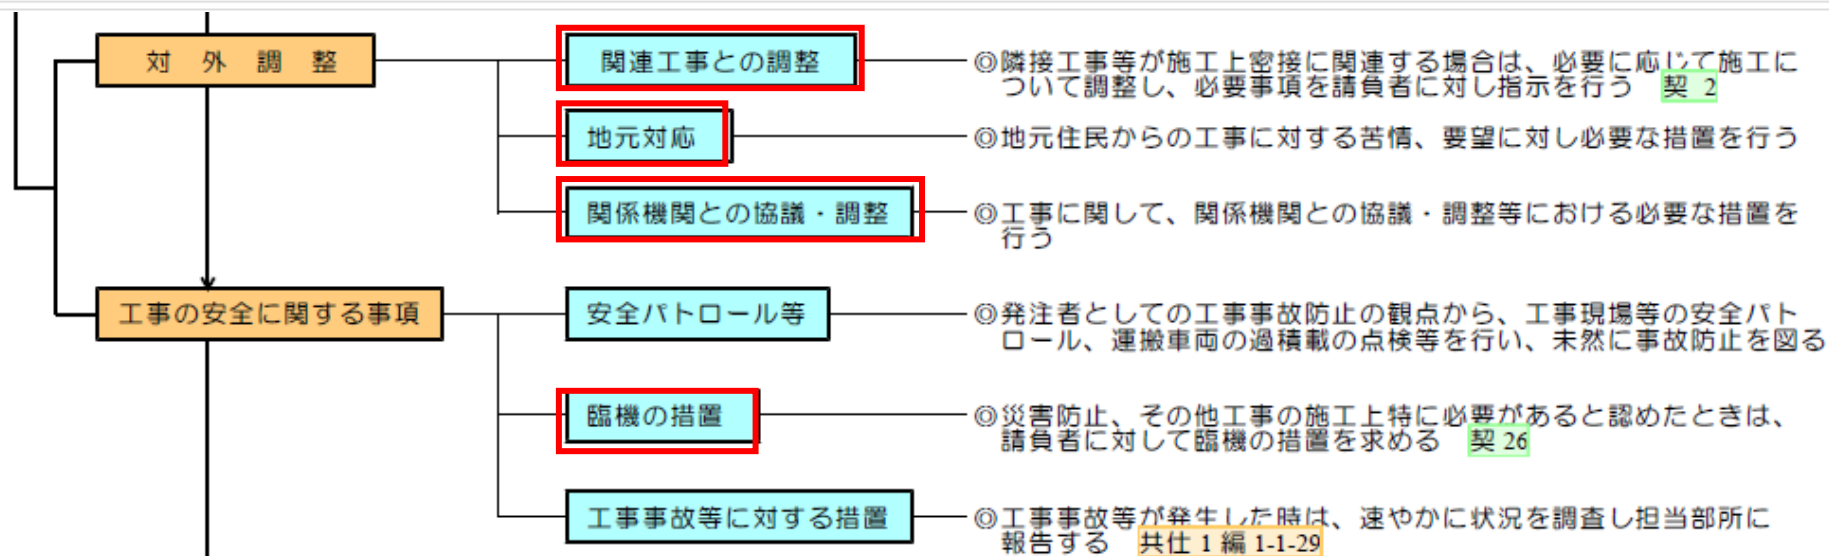 対外調整
関連工事との調整
◎隣接工事等が施工上密接に関連する場合は、必要に応じて施工に
ついて調整し、必要事項を請負者に対し指示を行う 契 2
地元対応
◎地元住民からの工事に対する苦情、要望に対し必要な措置を行う
関係機関との協議・調整
◎工事に関して、関係機関との協議・調整等における必要な措置を
行う
工事の安全に関する事項
安全パトロール等
◎発注者としての工事事故防止の観点から、工事現場等の安全パト
ロール、運搬車両の過積載の点検等を行い、未然に事故防止を図る
臨機の措置
◎災害防止、その他工事の施工上特に必要があると認めたときは、
請負者に対して臨機の措置を求める 契 26
工事事故等に対する措置
◎工事事故等が発生した時は、速やかに状況を調査し担当部所に
報告する 共仕 1 編 1-1-29